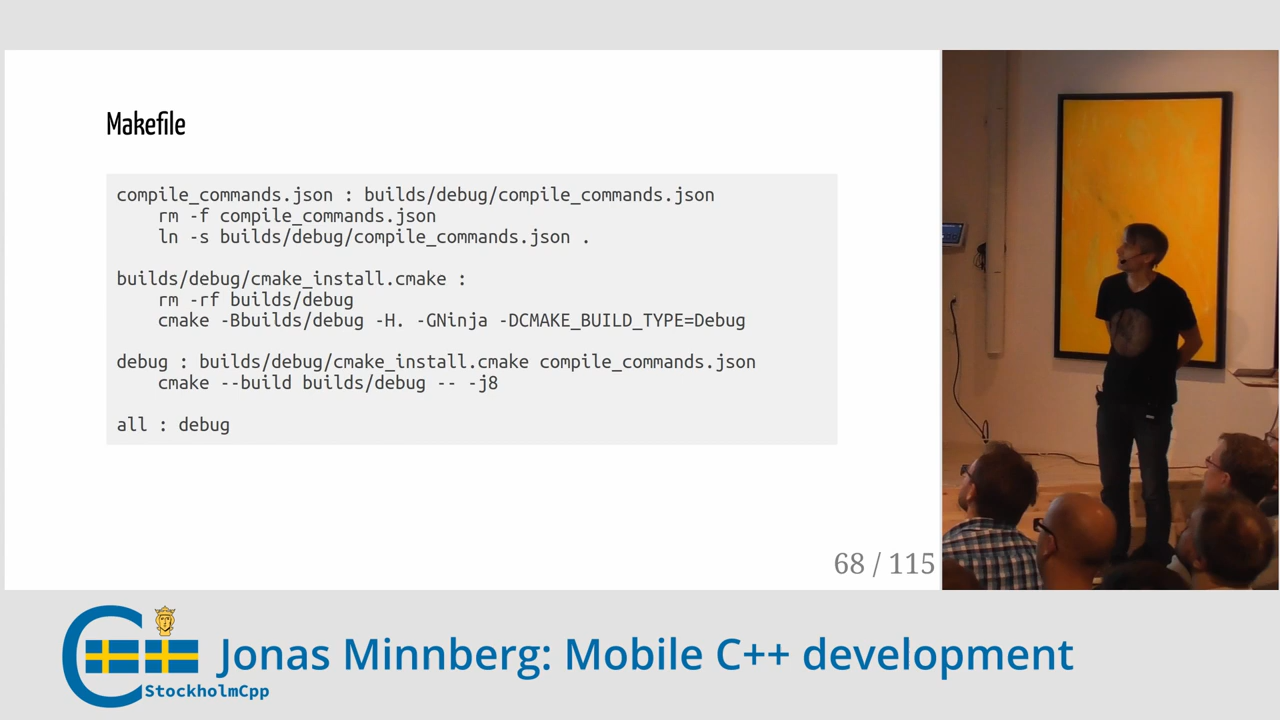 Makefile
compile_commands.json : builds/debug/compile_commands.json
rm -f compile_commands.json
ln -s builds/debug/compile_commands.json .
builds/debug/cmake_install.cmake :
rm -rf builds/debug
cmake -Bbuilds/debug -H. -GNinja -DCMAKE_BUILD_TYPE=Debug
debug : builds/debug/cmake_install.cmake compile_commands.json
cmake --build builds/debug -- -j8
all : debug
68 / 115
C++
Jonas Minnberg: Mobile C++ development
StockholmCpp